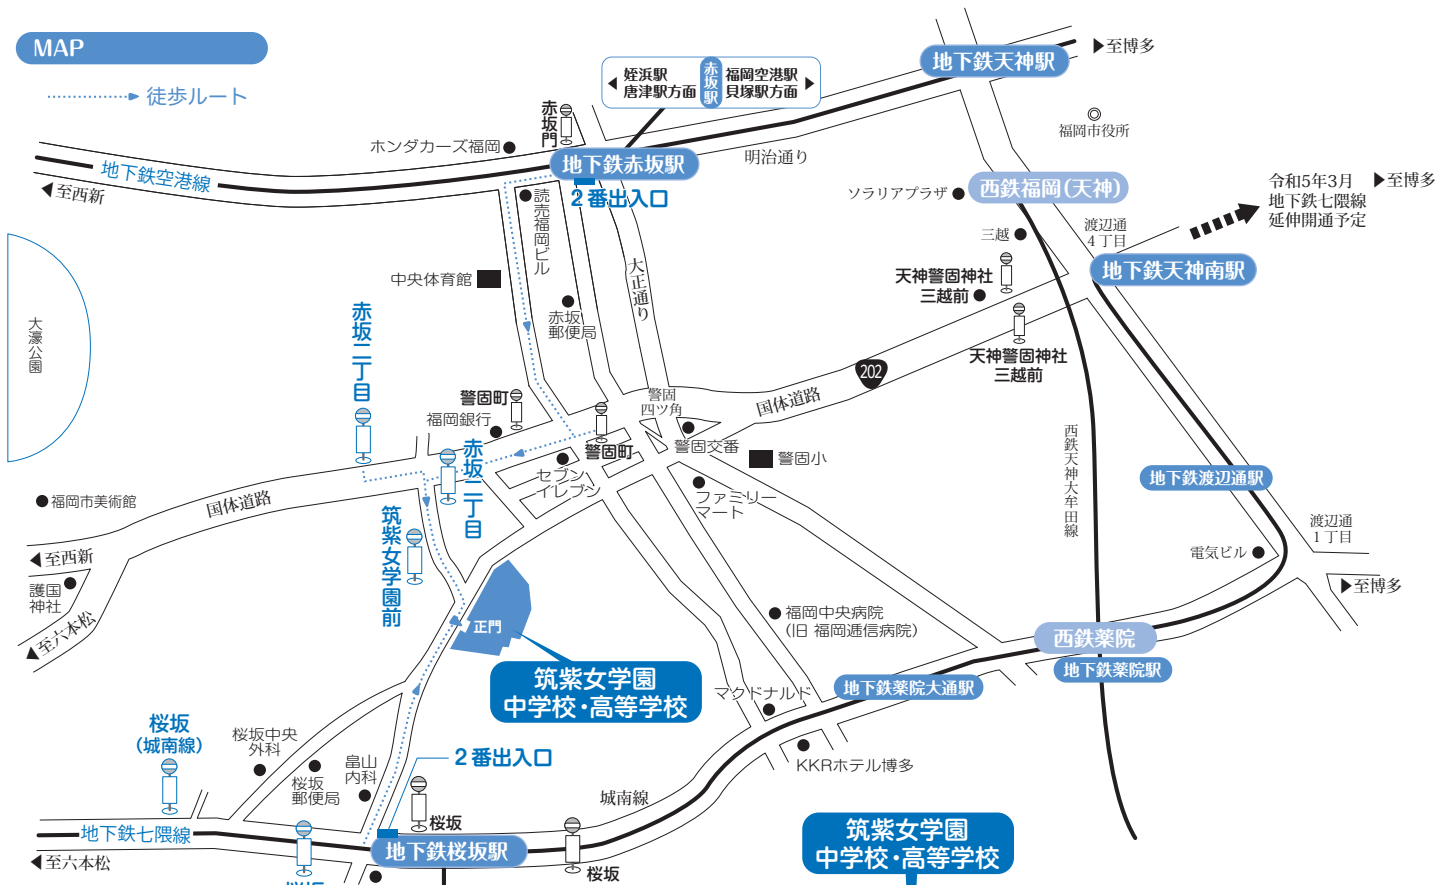 MAP
徒歩ルート
姪浜駅
唐津駅方面
赤坂駅
福岡空港駅
貝塚駅方面
地下鉄天神駅
至博多
福岡市役所
赤坂門
ホンダカーズ福岡
地下鉄赤坂駅
明治通り
地下鉄空港線
至西新
2番出入口
読売福岡ビル
ソラリアプラザ
西鉄福岡(天神)
令和5年3月
地下鉄七隈線
延伸開通予定
至博多
三越
渡辺通
4丁目
大正通り
中央体育館
天神警固神社
三越前
地下鉄天神南駅
大濠公園
赤坂二丁目
赤坂
郵便局
天神警固神社
三越前
202
国体道路
警固町
福岡銀行
警固
四ツ角
警固町
警固交番
警固小
赤坂二丁目
セブン
イレブン
ファミリー
マート
西鉄天神大牟田線
地下鉄渡辺通駅
福岡市美術館
国体道路
筑紫女学園前
渡辺通
1丁目
電気ビル
至西新
護国
神社
至六本松
至博多
正門
福岡中央病院
(旧 福岡逓信病院)
西鉄薬院
地下鉄薬院駅
筑紫女学園
中学校・高等学校
マクドナルド
地下鉄薬院大通駅
桜坂
(城南線)
桜坂中央
外科
桜坂
郵便局
畠山
内科
2番出入口
KKRホテル博多
城南線
地下鉄七隈線
桜坂
地下鉄桜坂駅
至六本松
桜坂
桜坂
筑紫女学園
中学校・高等学校